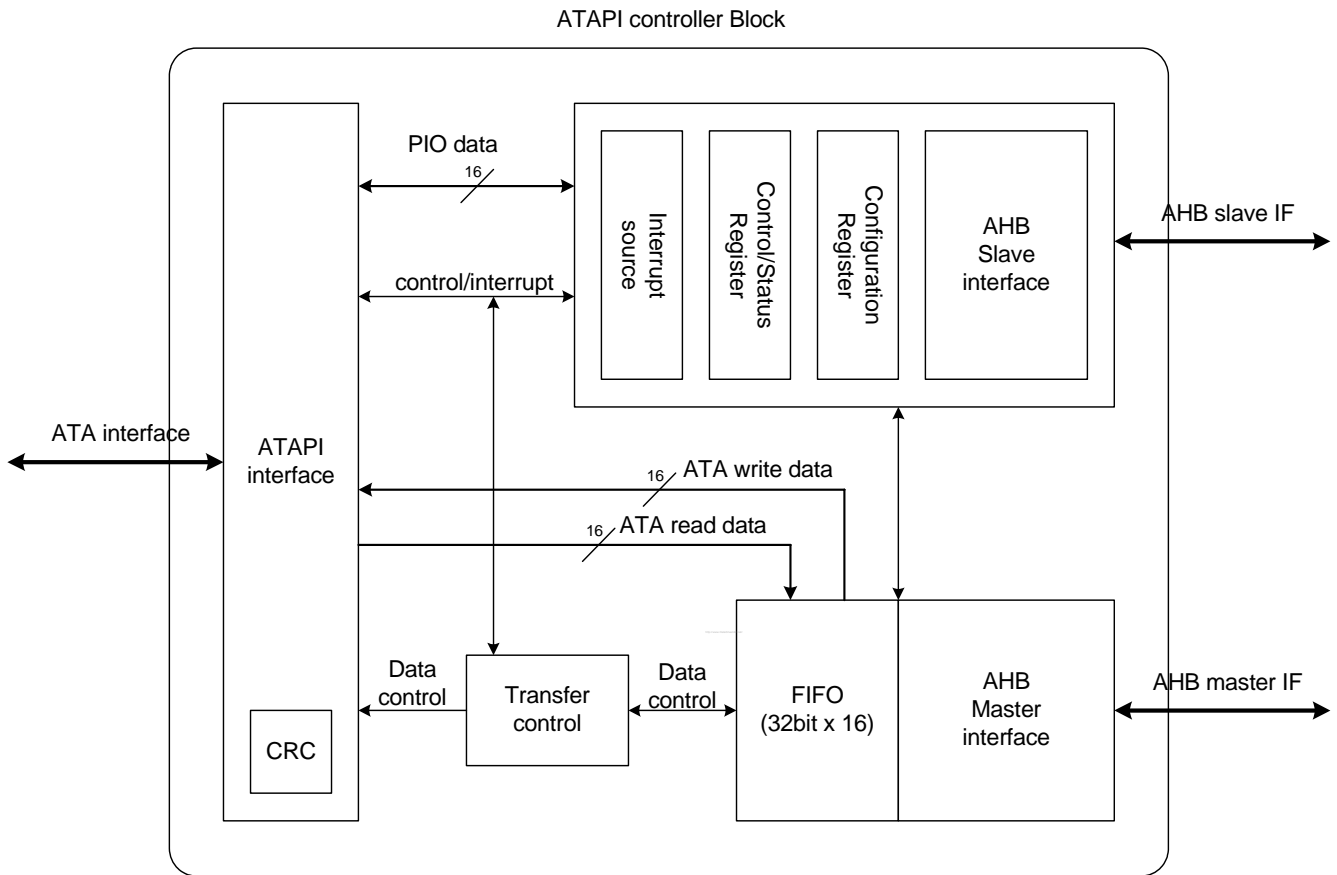 ATAPI controller Block
PIO data
16
control/interrupt
Interrupt
source
Control/Status
Register
Configuration
Register
AHB
Slave
interface
AHB slave IF
ATA interface
ATAPI
interface
16
ATA write data
16
ATA read data
Data
control
Transfer
control
Data
control
FIFO
(32bit x 16)
AHB
Master
interface
AHB master IF
CRC